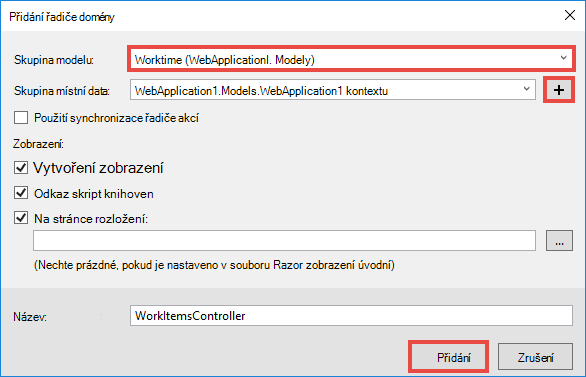 Přidání řadiče domény
Skupina modelu: Worktime (WebApplicationl. Modely)
Skupina místní data: WebApplication1.Models.WebApplication1 kontextu +
Použití synchronizace řadiče akcí
Zobrazení:
Vytvoření zobrazení
Odkaz skript knihoven
Na stránce rozložení:
...
(Nechte prázdné, pokud je nastaveno v souboru Razor zobrazení úvodní)
Název: WorkItemsController
Přidání Zrušení